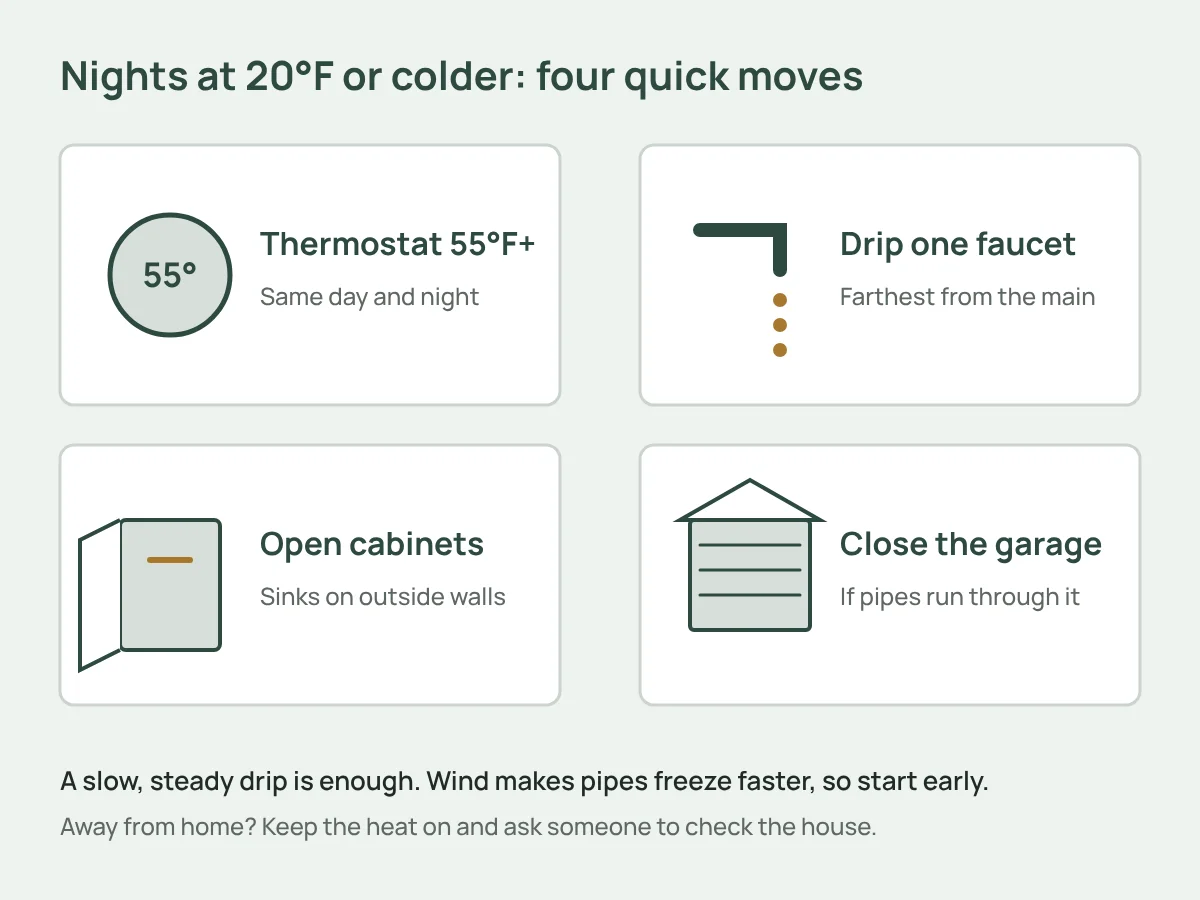 Nights at 20°F or colder: four quick moves
55°
Thermostat 55°F+
Same day and night
Drip one faucet
Farthest from the main
Open cabinets
Sinks on outside walls
Close the garage
If pipes run through it
A slow, steady drip is enough. Wind makes pipes freeze faster, so start early.
Away from home? Keep the heat on and ask someone to check the house.